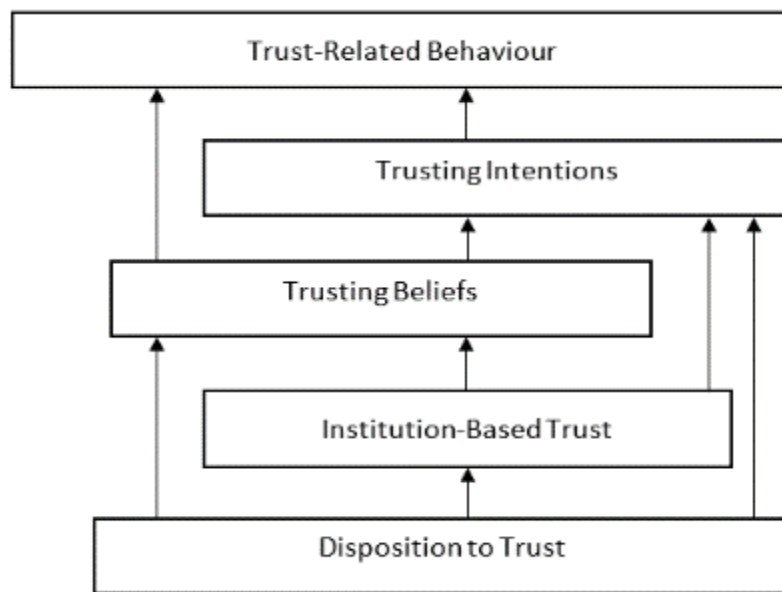 Trust-Related Behaviour
Trusting Intentions
Trusting Beliefs
Institution-Based Trust
Disposition to Trust